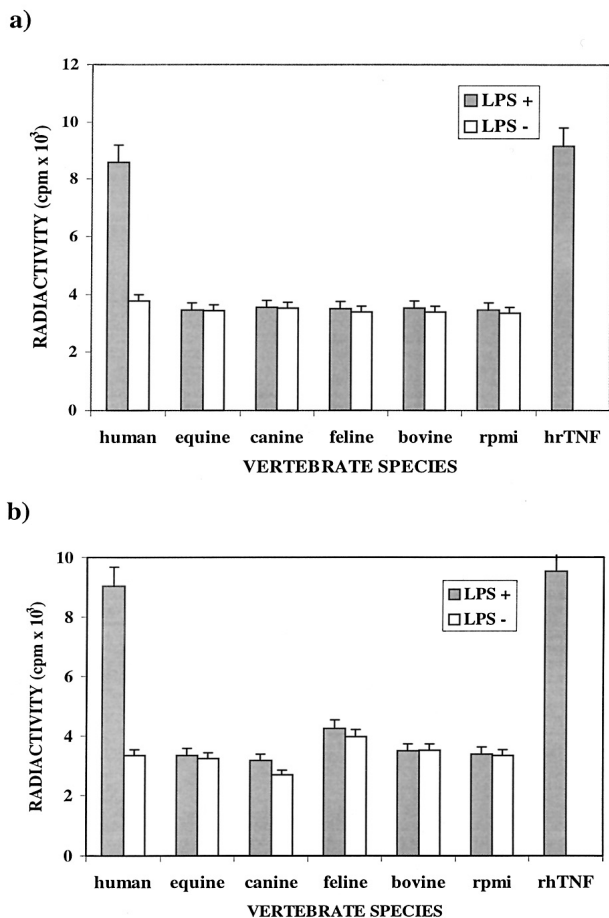 a)
12
10
8
6
4
2
0
RADIACTIVITY (cpm x 10³)
LPS +
LPS -
human equine canine feline bovine rpmi hrTNF
VERTEBRATE SPECIES
b)
10
8
6
4
2
0
RADIACTIVITY (cpm x 10³)
LPS +
LPS -
human equine canine feline bovine rpmi rhTNF
VERTEBRATE SPECIES